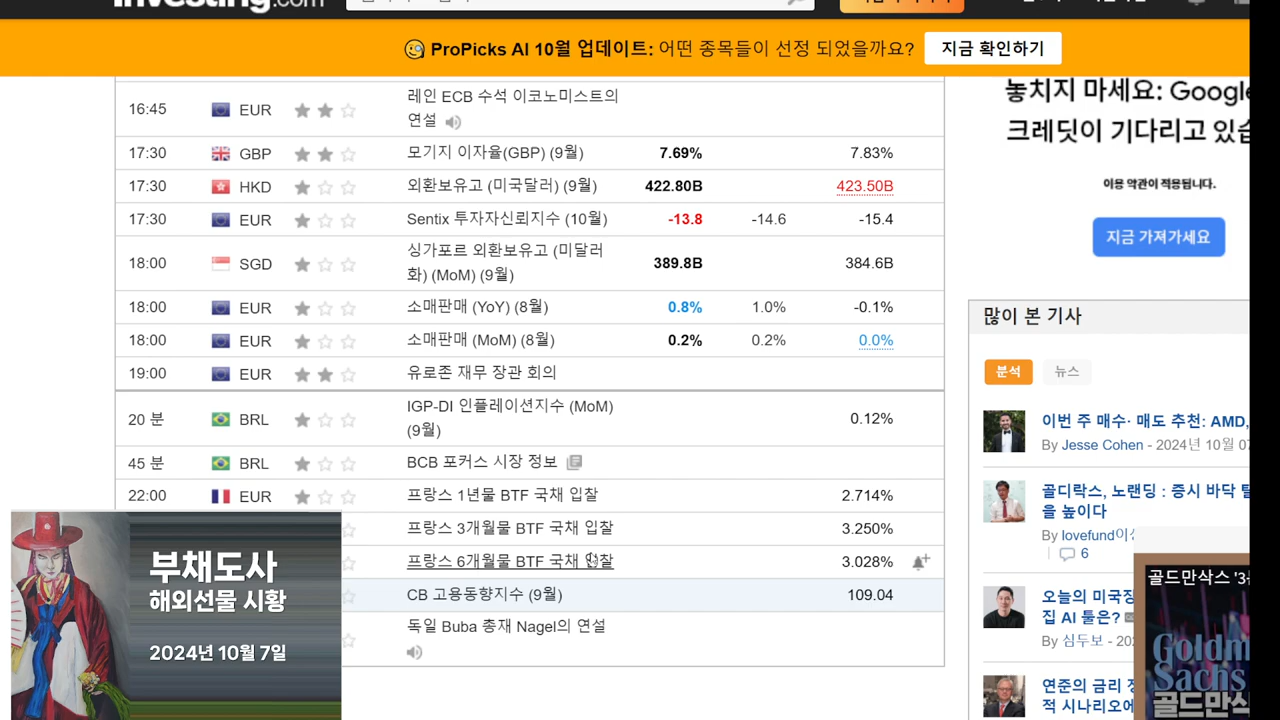 Investing.com
ProPicks AI 10월 업데이트: 어떤 종목들이 선정 되었을까요? 지금 확인하기
16:45 EUR 레인 ECB 수석 이코노미스트의
연설
17:30 GBP 모기지 이자율(GBP) (9월) 7.69% 7.83%
17:30 HKD 외환보유고 (미국달러) (9월) 422.80B 423.50B
17:30 EUR Sentix 투자자신뢰지수 (10월) -13.8 -14.6 -15.4
18:00 SGD 싱가포르 외환보유고 (미달러
화) (MoM) (9월) 389.8B 384.6B
18:00 EUR 소매판매 (YoY) (8월) 0.8% 1.0% -0.1%
18:00 EUR 소매판매 (MoM) (8월) 0.2% 0.2% 0.0%
19:00 EUR 유로존 재무 장관 회의
20 분 BRL IGP-DI 인플레이션지수 (MoM)
(9월) 0.12%
45 분 BRL BCB 포커스 시장 정보
22:00 EUR 프랑스 1년물 BTF 국채 입찰 2.714%
프랑스 3개월물 BTF 국채 입찰 3.250%
프랑스 6개월물 BTF 국채 입찰 3.028%
CB 고용동향지수 (9월) 109.04
독일 Buba 총재 Nagel의 연설
부채도사
해외선물 시황
2024년 10월 7일
놓치지 마세요: Google
크레딧이 기다리고 있습
이용 약관이 적용됩니다.
지금 가져가세요
많이 본 기사
분석 뉴스
이번 주 매수· 매도 추천: AMD,
By Jesse Cohen - 2024년 10월 07
골디락스, 노랜딩 : 증시 바닥 탈
을 높이다
By lovefund이
6
오늘의 미국장
집 AI 툴은?
By 심두보 - 202
연준의 금리 정
적 시나리오에
골드만삭스 '3
Goldm
Sachs
골드만삭